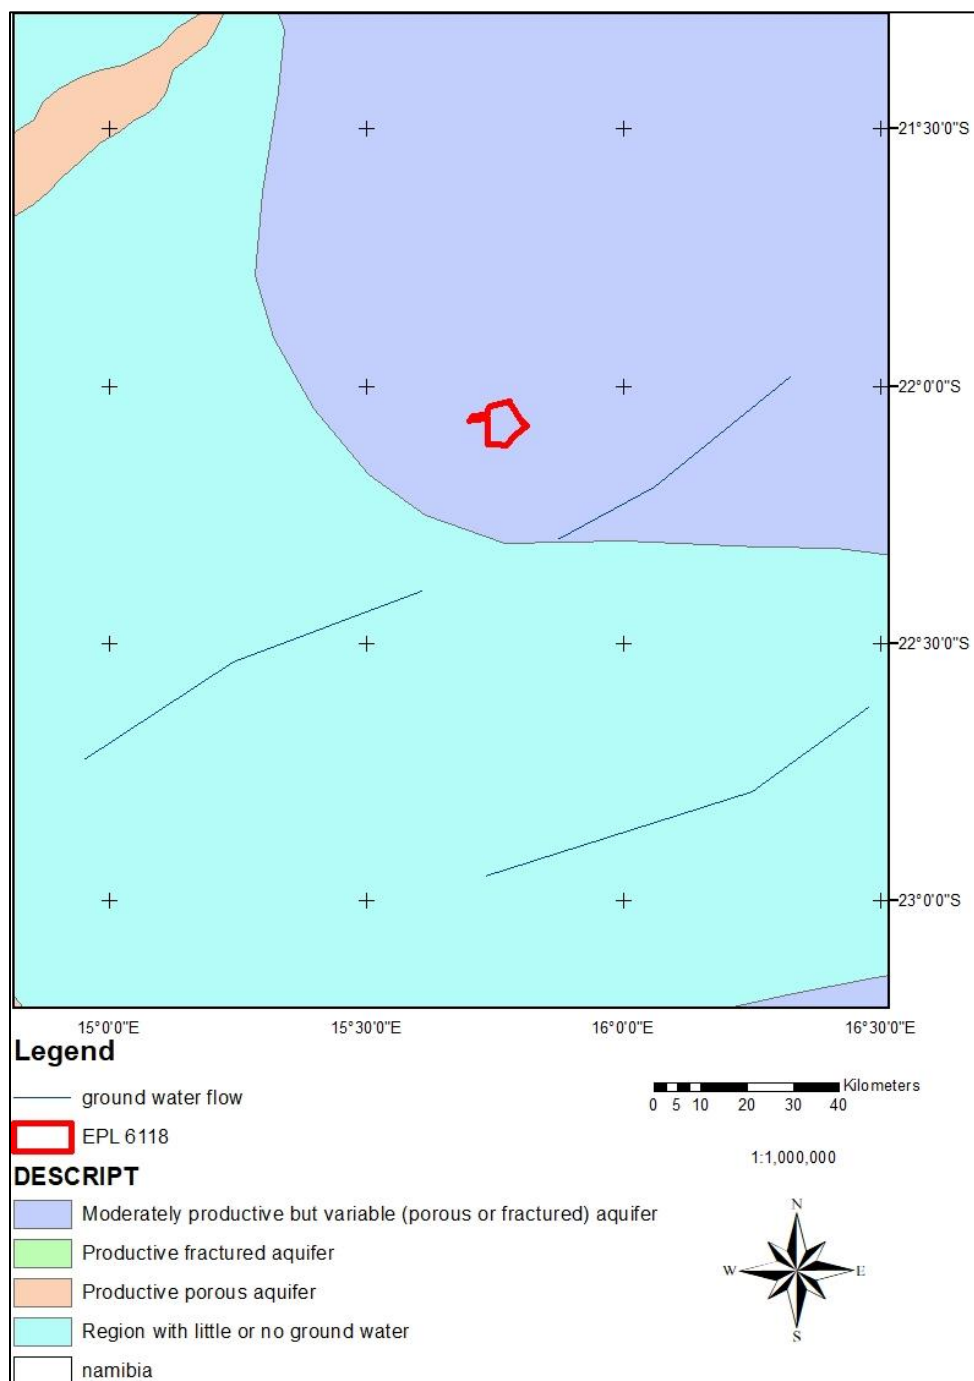 21°30'0"S
22°0'0"S
22°30'0"S
23°0'0"S
15°0'0"E 15°30'0"E 16°0'0"E 16°30'0"E
Legend
ground water flow
EPL 6118
DESCRIPT
Moderately productive but variable (porous or fractured) aquifer
Productive fractured aquifer
Productive porous aquifer
Region with little or no ground water
namibia
Kilometers
0 5 10 20 30 40
1:1,000,000
N
W E
S